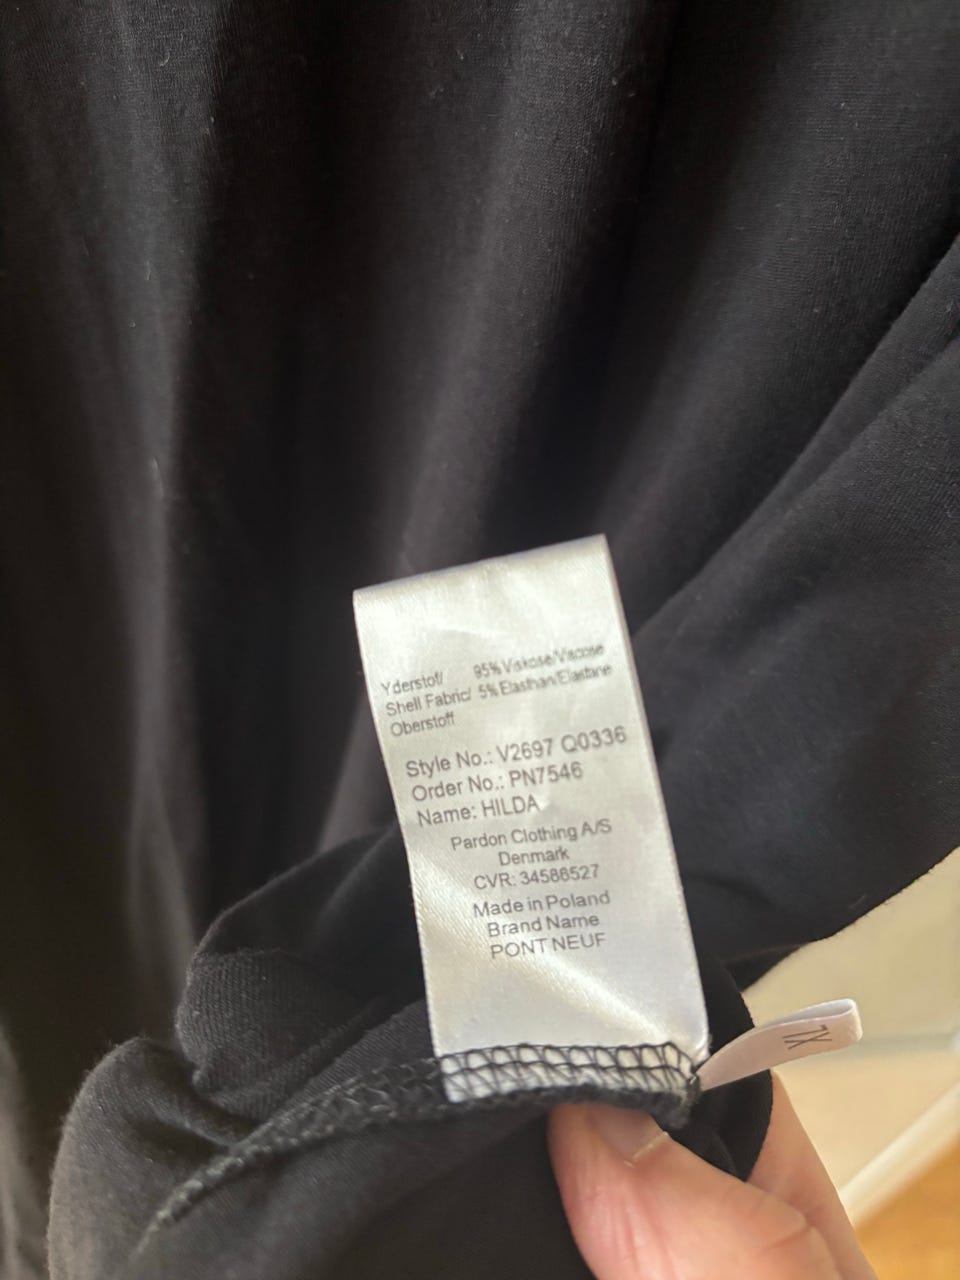 Yderstof/ 95% Viskose/Viscose
Shell Fabric/ 5% Elasthan/Elastane
Oberstoff
Style No.: V2697 Q0336
Order No.: PN7546
Name: HILDA
Pardon Clothing A/S
Denmark
CVR: 34586527
Made in Poland
Brand Name
PONT NEUF
XL